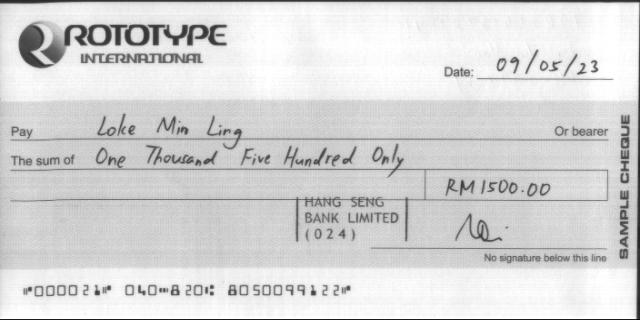 ROTOTYPE
INTERNATIONAL
Date: 09/05/23
Pay Loke Min Ling Or bearer
The sum of One Thousand Five Hundred Only
RM1500.00
HANG SENG
BANK LIMITED
(024)
No signature below this line
SAMPLE CHEQUE
⑈000021⑈ 040⑉820⑆ 8050099122⑈